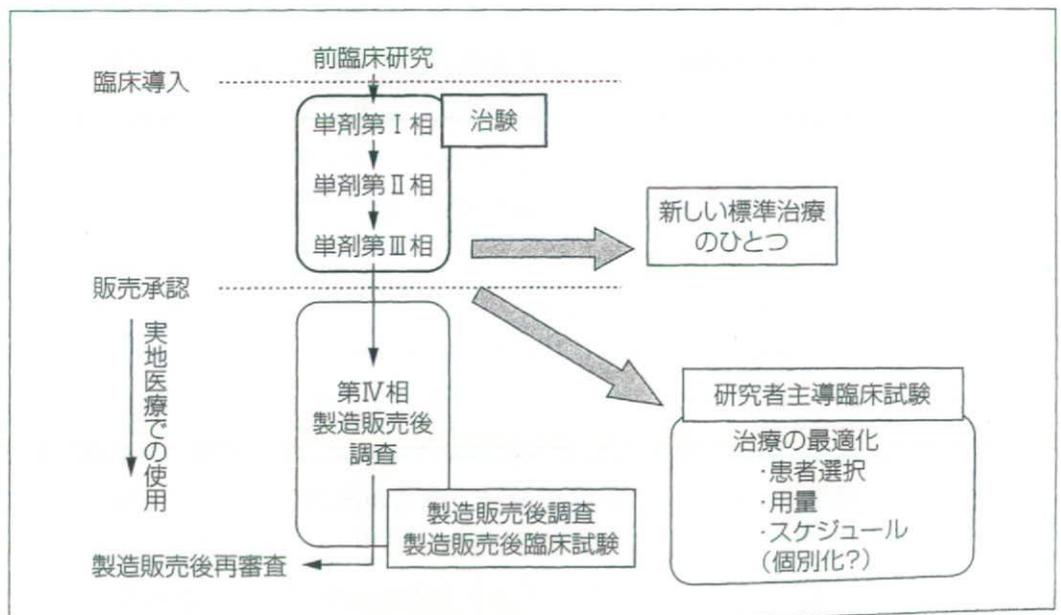 前臨床研究
臨床導入
単剤第Ⅰ相
治験
単剤第Ⅱ相
単剤第Ⅲ相
新しい標準治療
のひとつ
販売承認
実地医療での使用
第Ⅳ相
製造販売後
調査
製造販売後調査
製造販売後臨床試験
製造販売後再審査
研究者主導臨床試験
治療の最適化
・患者選択
・用量
・スケジュール
(個別化?)